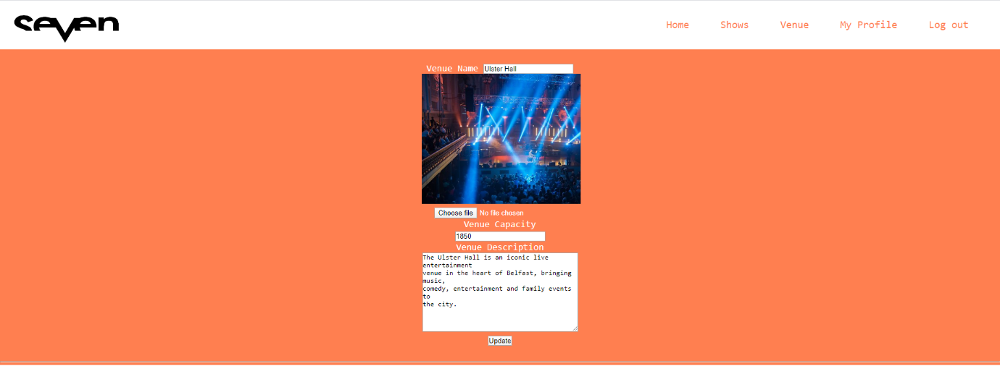 seven
Home Shows Venue My Profile Log out
Venue Name Ulster Hall
Choose file No file chosen
Venue Capacity
1850
Venue Description
The Ulster Hall is an iconic live
entertainment
venue in the heart of Belfast, bringing
music,
comedy, entertainment and family events
to
the city.
Update